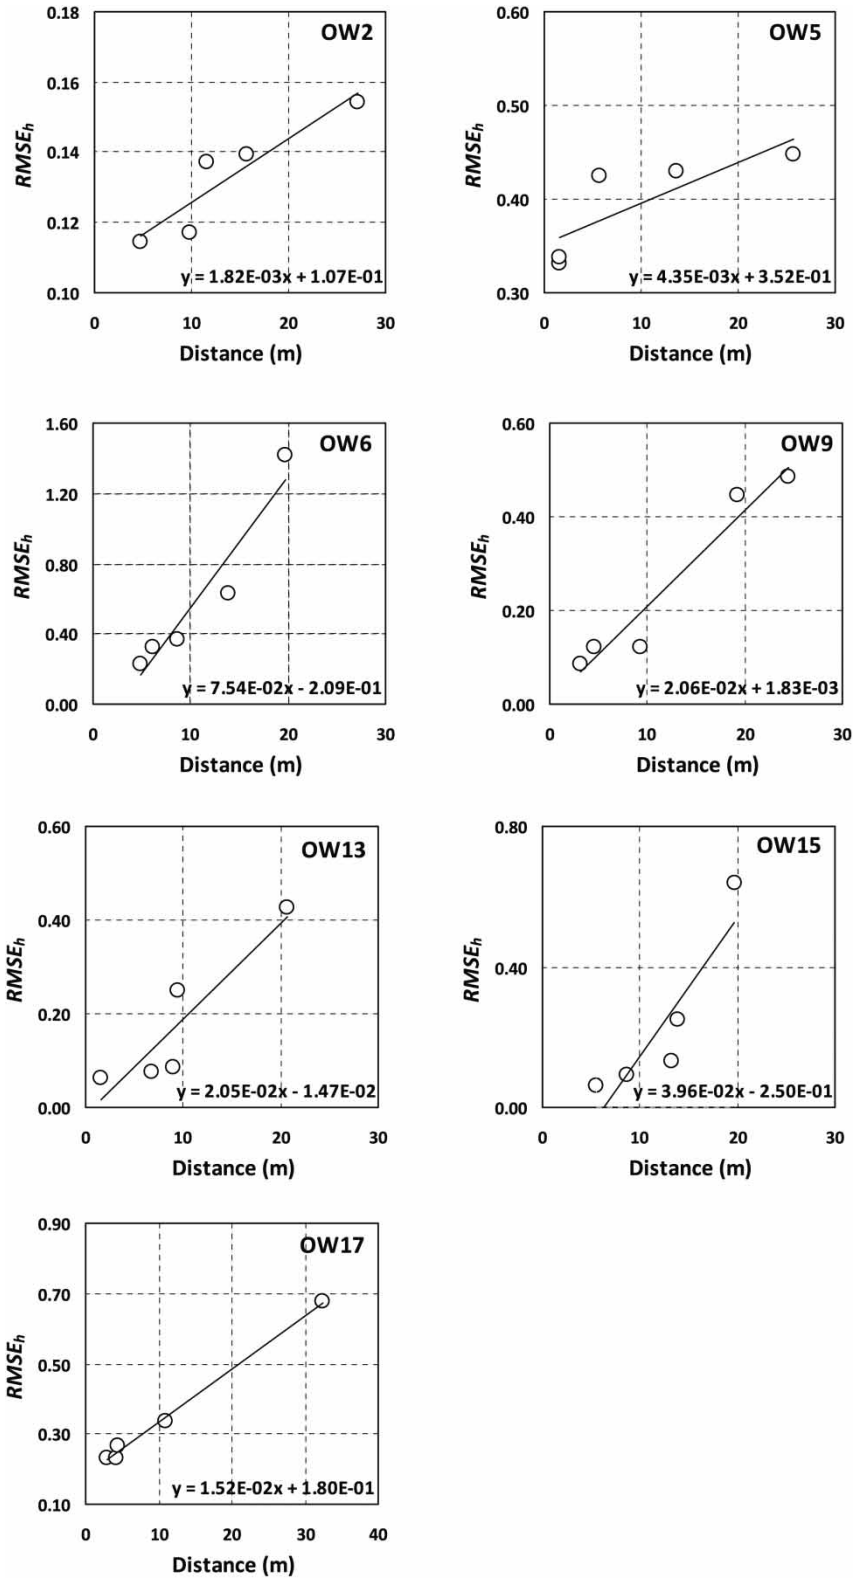 OW2
0.18
0.16
0.14
0.12
0.10
RMSEh
y = 1.82E-03x + 1.07E-01
0 10 20 30
Distance (m)
OW5
0.60
0.50
0.40
0.30
RMSEh
y = 4.35E-03x + 3.52E-01
0 10 20 30
Distance (m)
OW6
1.60
1.20
0.80
0.40
0.00
RMSEh
y = 7.54E-02x - 2.09E-01
0 10 20 30
Distance (m)
OW9
0.60
0.40
0.20
0.00
RMSEh
y = 2.06E-02x + 1.83E-03
0 10 20 30
Distance (m)
OW13
0.60
0.40
0.20
0.00
RMSEh
y = 2.05E-02x - 1.47E-02
0 10 20 30
Distance (m)
OW15
0.80
0.40
0.00
RMSEh
y = 3.96E-02x - 2.50E-01
0 10 20 30
Distance (m)
OW17
0.90
0.70
0.50
0.30
0.10
RMSEh
y = 1.52E-02x + 1.80E-01
0 10 20 30 40
Distance (m)